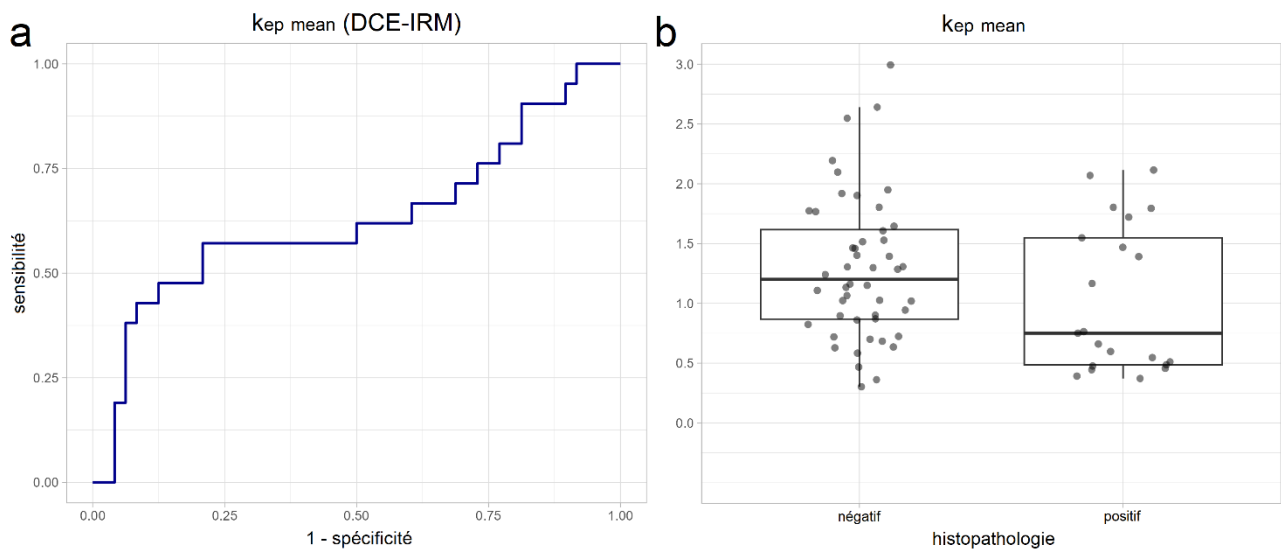 a
kep mean (DCE-IRM)
1.00
0.75
0.50
0.25
0.00
sensibilité
0.00 0.25 0.50 0.75 1.00
1 - spécificité
b
kep mean
3.0
2.5
2.0
1.5
1.0
0.5
0.0
négatif positif
histopathologie